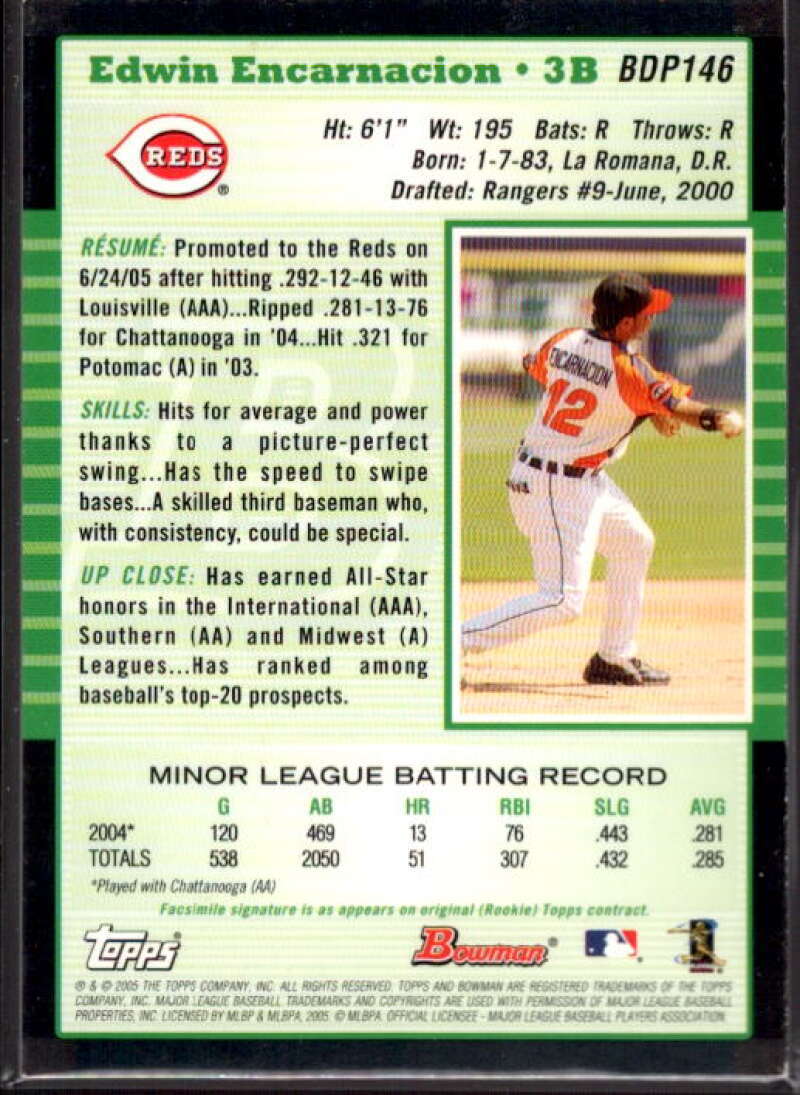 Edwin Encarnacion • 3B BDP146
REDS ®
Ht: 6'1" Wt: 195 Bats: R Throws: R
Born: 1-7-83, La Romana, D.R.
Drafted: Rangers #9-June, 2000
RÉSUMÉ: Promoted to the Reds on
6/24/05 after hitting .292-12-46 with
Louisville (AAA)...Ripped .281-13-76
for Chattanooga in '04...Hit .321 for
Potomac (A) in '03.
SKILLS: Hits for average and power
thanks to a picture-perfect
swing...Has the speed to swipe
bases...A skilled third baseman who,
with consistency, could be special.
UP CLOSE: Has earned All-Star
honors in the International (AAA),
Southern (AA) and Midwest (A)
Leagues...Has ranked among
baseball's top-20 prospects.
ENCARNACION
12
MINOR LEAGUE BATTING RECORD
G AB HR RBI SLG AVG
2004* 120 469 13 76 .443 .281
TOTALS 538 2050 51 307 .432 .285
*Played with Chattanooga (AA)
Facsimile signature is as appears on original (Rookie) Topps contract.
Topps® Bowman®
® & © 2005 THE TOPPS COMPANY, INC. ALL RIGHTS RESERVED. TOPPS AND BOWMAN ARE REGISTERED TRADEMARKS OF THE TOPPS
COMPANY, INC. MAJOR LEAGUE BASEBALL TRADEMARKS AND COPYRIGHTS ARE USED WITH PERMISSION OF MAJOR LEAGUE BASEBALL
PROPERTIES, INC. LICENSED BY MLBP & MLBPA, 2005. © MLBPA. OFFICIAL LICENSEE - MAJOR LEAGUE BASEBALL PLAYERS ASSOCIATION.